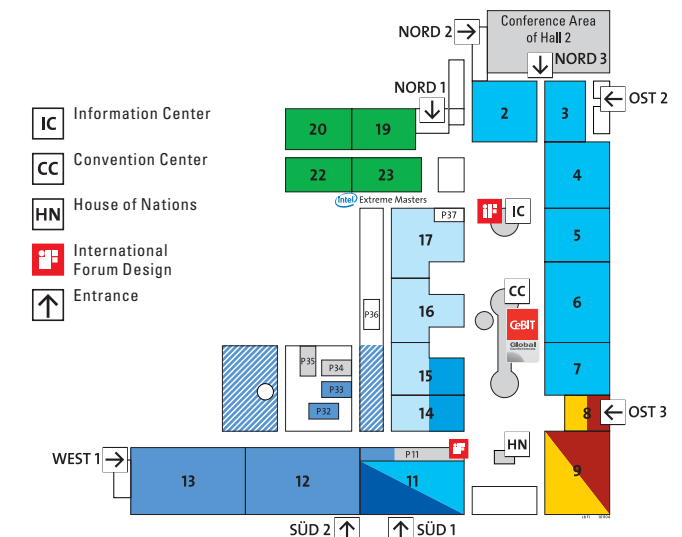 Conference Area
of Hall 2
NORD 2
NORD 3
NORD 1
OST 2
IC Information Center
CC Convention Center
HN House of Nations
iF International
Forum Design
Entrance
2
3
20
19
22
23
4
intel Extreme Masters
P37
iF
IC
17
5
CC
16
6
P36
CeBIT
Global
P35
P34
P33
P32
15
7
14
8
OST 3
WEST 1
P11
iF
HN
13
12
11
9
SÜD 2
SÜD 1